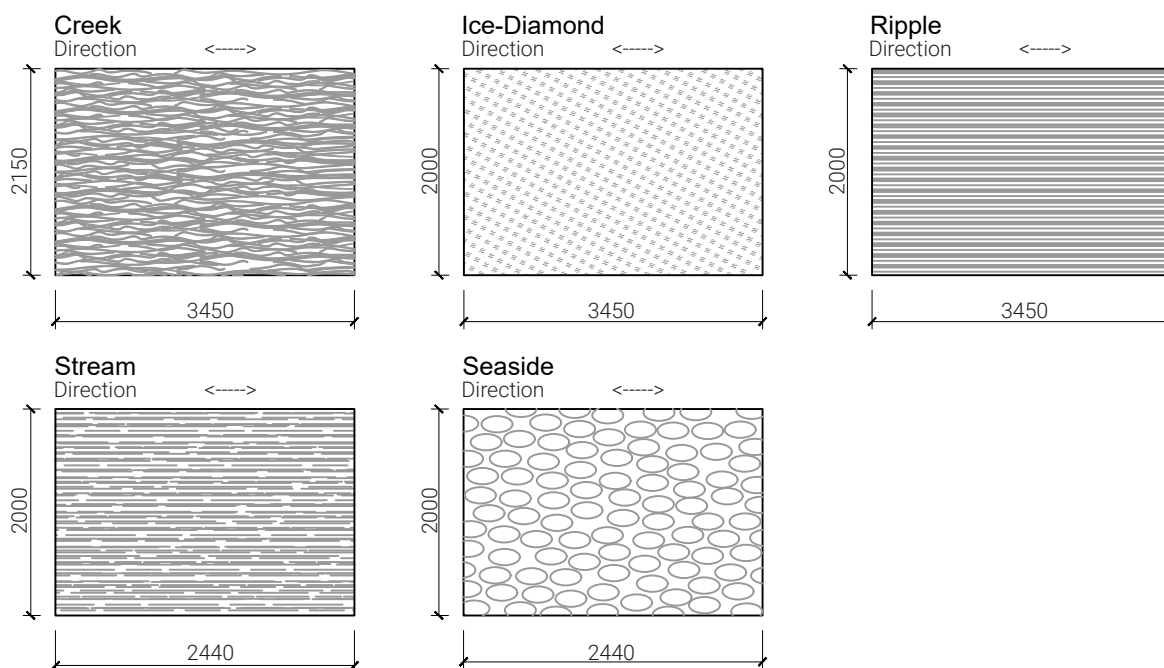 Creek
Direction <----->
2150
3450
Ice-Diamond
Direction <----->
2000
3450
Ripple
Direction <----->
2000
3450
Stream
Direction <----->
2000
2440
Seaside
Direction <----->
2000
2440